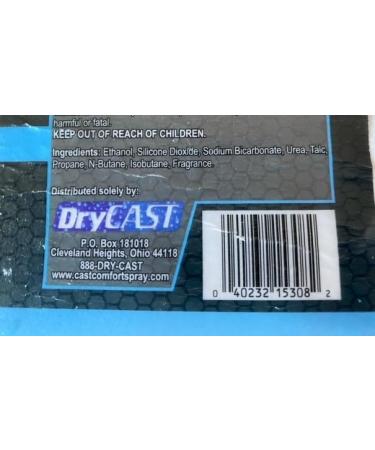 harmful or fatal.
KEEP OUT OF REACH OF CHILDREN.
Ingredients: Ethanol, Silicone Dioxide, Sodium Bicarbonate, Urea, Talc,
Propane, N-Butane, Isobutane, Fragrance.
Distributed solely by:
DryCAST
P.O. Box 181018
Cleveland Heights, Ohio 44118
888-DRY-CAST
www.castcomfortspray.com
0 40232 15308 2